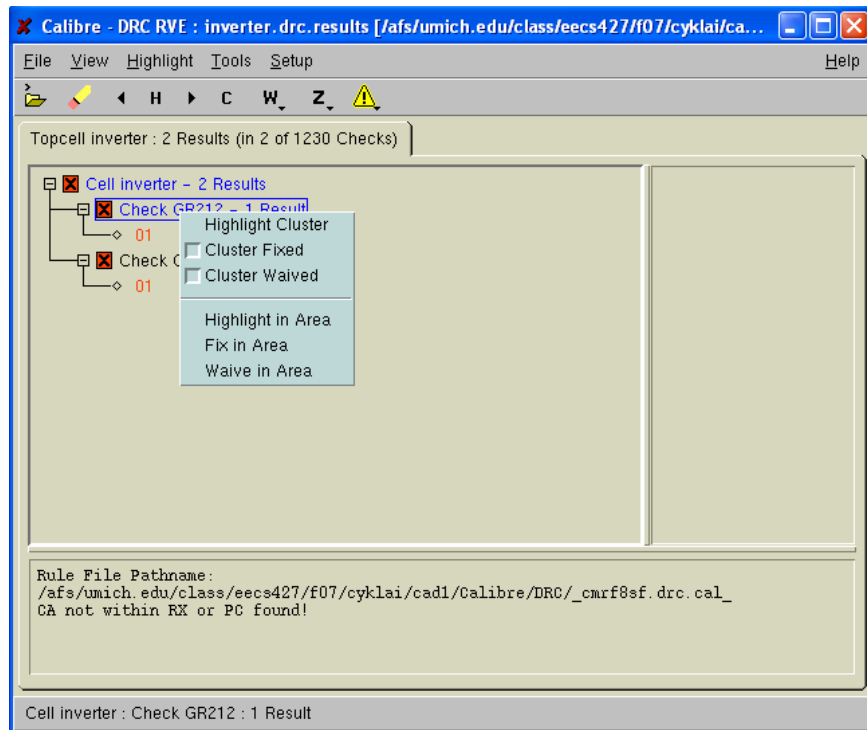 Calibre - DRC RVE : inverter.drc.results [/afs/umich.edu/class/eecs427/f07/cyklai/ca...
File View Highlight Tools Setup Help
H C W Z
Topcell inverter : 2 Results (in 2 of 1230 Checks)
Cell inverter - 2 Results
Check GR212 - 1 Result
Highlight Cluster
01
Cluster Fixed
Check
Cluster Waived
01
Highlight in Area
Fix in Area
Waive in Area
Rule File Pathname:
/afs/umich.edu/class/eecs427/f07/cyklai/cad1/Calibre/DRC/_cmrf8sf.drc.cal_
CA not within RX or PC found!
Cell inverter : Check GR212 : 1 Result